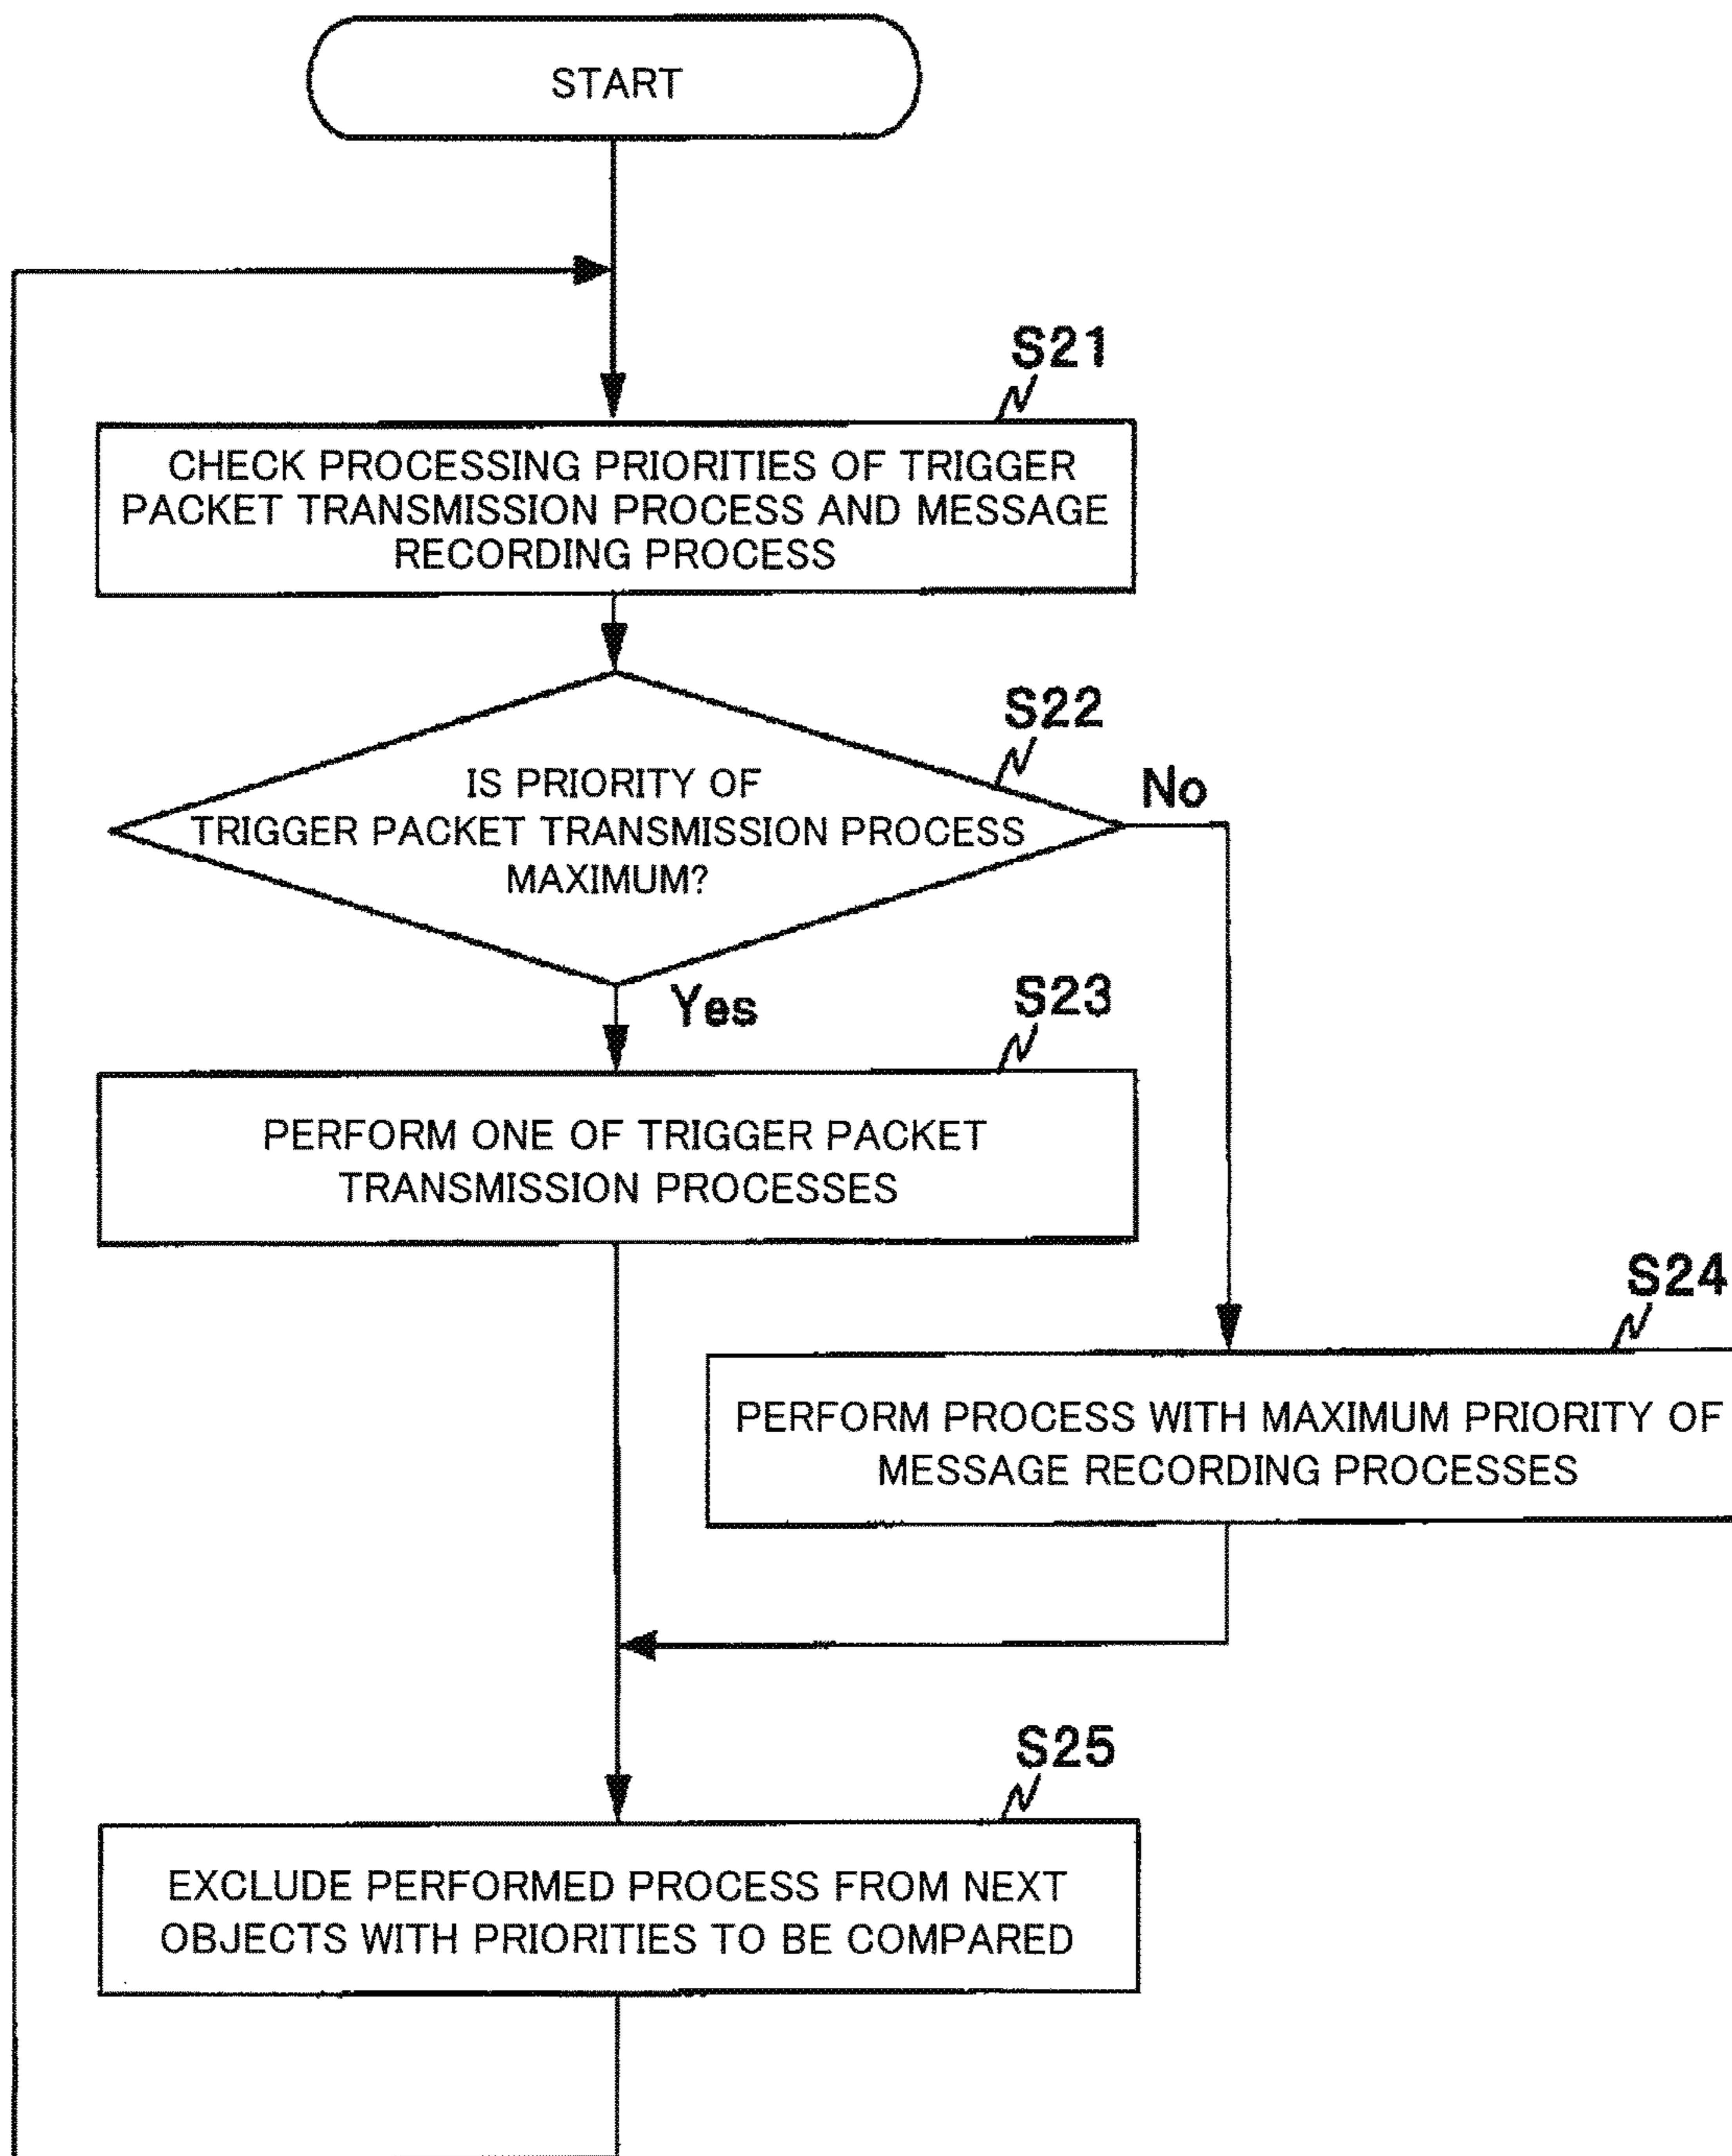 START
S21
CHECK PROCESSING PRIORITIES OF TRIGGER
PACKET TRANSMISSION PROCESS AND MESSAGE
RECORDING PROCESS
S22
IS PRIORITY OF
TRIGGER PACKET TRANSMISSION PROCESS
MAXIMUM?
No
Yes
S23
PERFORM ONE OF TRIGGER PACKET
TRANSMISSION PROCESSES
S24
PERFORM PROCESS WITH MAXIMUM PRIORITY OF
MESSAGE RECORDING PROCESSES
S25
EXCLUDE PERFORMED PROCESS FROM NEXT
OBJECTS WITH PRIORITIES TO BE COMPARED